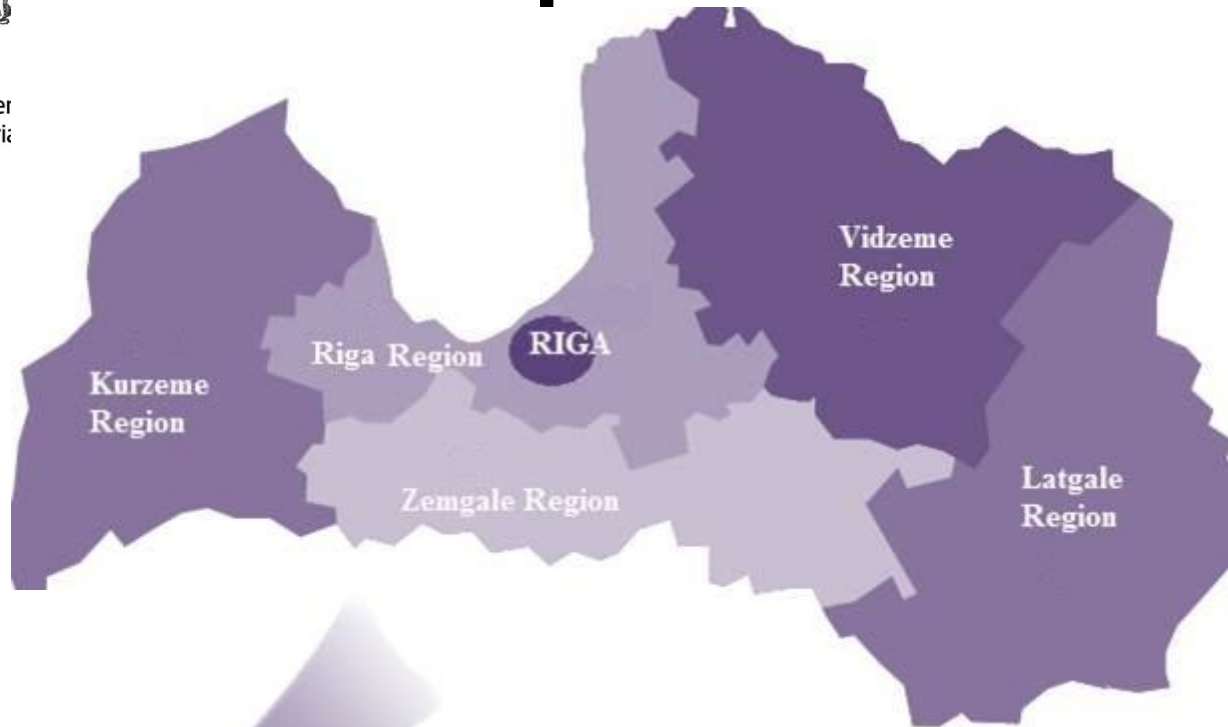 Vidzeme
Region
RIGA
Riga Region
Kurzeme
Region
Latgale
Region
Zemgale Region